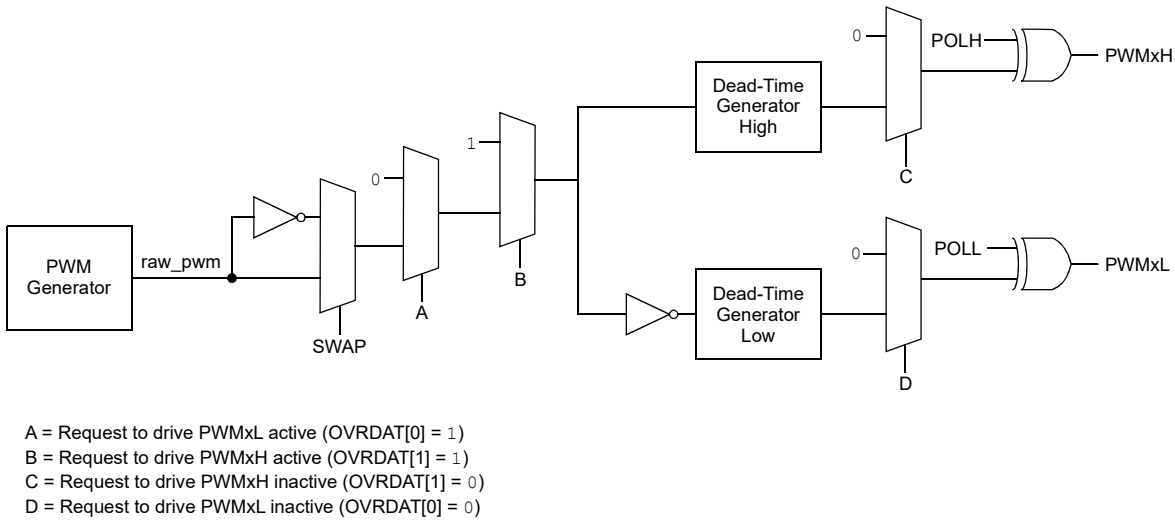 0
POLH
PWMxH
Dead-Time
Generator
High
1
0
C
PWM
Generator
raw_pwm
SWAP
A
B
0
POLL
PWMxL
Dead-Time
Generator
Low
D
A = Request to drive PWMxL active (OVRDAT[0] = 1)
B = Request to drive PWMxH active (OVRDAT[1] = 1)
C = Request to drive PWMxH inactive (OVRDAT[1] = 0)
D = Request to drive PWMxL inactive (OVRDAT[0] = 0)